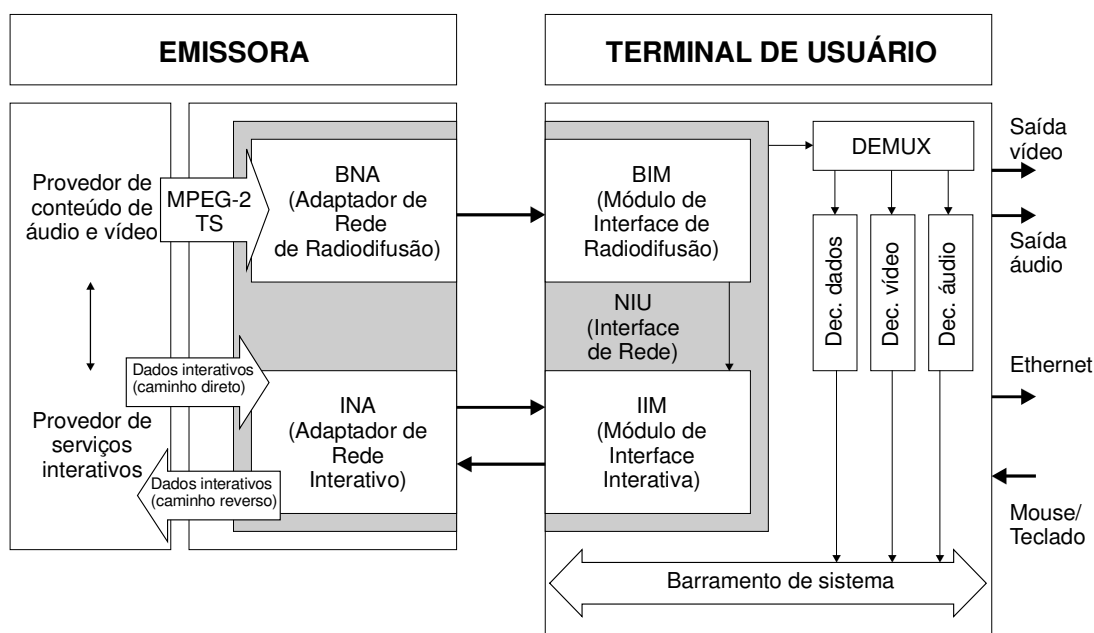 EMISSORA
TERMINAL DE USUÁRIO
Provedor de
conteúdo de
áudio e vídeo
MPEG-2
TS
BNA
(Adaptador de
Rede
de Radiodifusão)
BIM
(Módulo de
Interface de
Radiodifusão)
DEMUX
Dec. dados
Dec. vídeo
Dec. áudio
Saída
vídeo
Saída
áudio
NIU
(Interface
de Rede)
Dados interativos
(caminho direto)
Provedor de
serviços
interativos
Dados interativos
(caminho reverso)
INA
(Adaptador de
Rede
Interativo)
IIM
(Módulo de
Interface
Interativa)
Ethernet
Mouse/
Teclado
Barramento de sistema